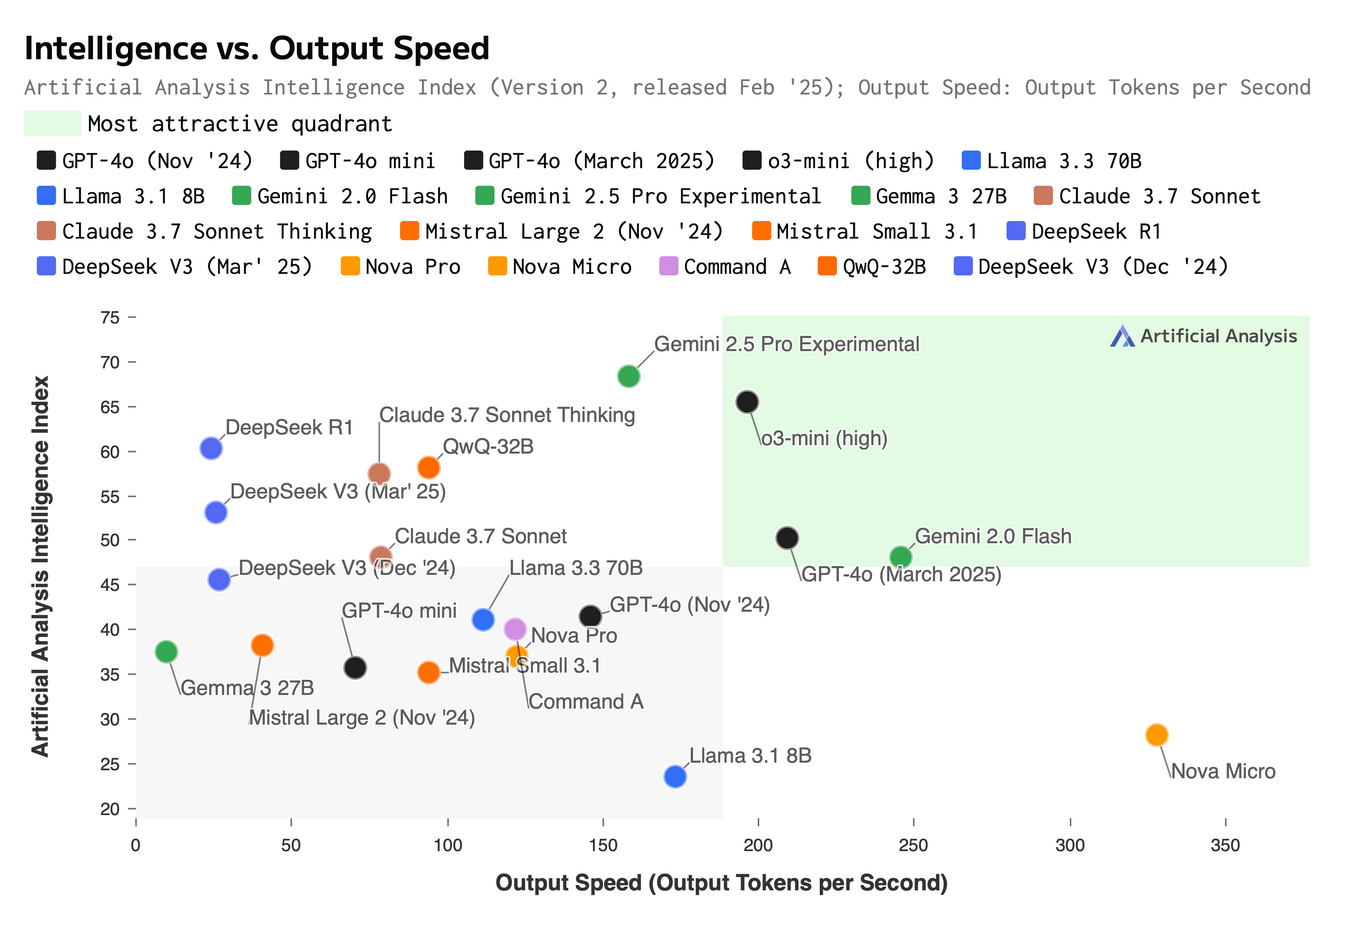 Intelligence vs. Output Speed
Artificial Analysis Intelligence Index (Version 2, released Feb '25); Output Speed: Output Tokens per Second
Most attractive quadrant
GPT-4o (Nov '24) GPT-4o mini GPT-4o (March 2025) o3-mini (high) Llama 3.3 70B
Llama 3.1 8B Gemini 2.0 Flash Gemini 2.5 Pro Experimental Gemma 3 27B Claude 3.7 Sonnet
Claude 3.7 Sonnet Thinking Mistral Large 2 (Nov '24) Mistral Small 3.1 DeepSeek R1
DeepSeek V3 (Mar' 25) Nova Pro Nova Micro Command A QwQ-32B DeepSeek V3 (Dec '24)
Artificial Analysis Intelligence Index
75
70
65
60
55
50
45
40
35
30
25
20
Artificial Analysis
Gemini 2.5 Pro Experimental
Claude 3.7 Sonnet Thinking
DeepSeek R1
o3-mini (high)
QwQ-32B
DeepSeek V3 (Mar' 25)
Claude 3.7 Sonnet
Gemini 2.0 Flash
DeepSeek V3 (Dec '24)
Llama 3.3 70B
GPT-4o (March 2025)
GPT-4o mini
GPT-4o (Nov '24)
Nova Pro
Mistral Small 3.1
Gemma 3 27B
Command A
Mistral Large 2 (Nov '24)
Llama 3.1 8B
Nova Micro
0 50 100 150 200 250 300 350
Output Speed (Output Tokens per Second)